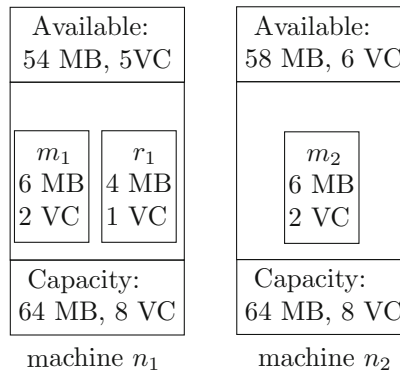 Available:
54 MB, 5VC
m1
6 MB
2 VC
r1
4 MB
1 VC
Capacity:
64 MB, 8 VC
machine n1
Available:
58 MB, 6 VC
m2
6 MB
2 VC
Capacity:
64 MB, 8 VC
machine n2